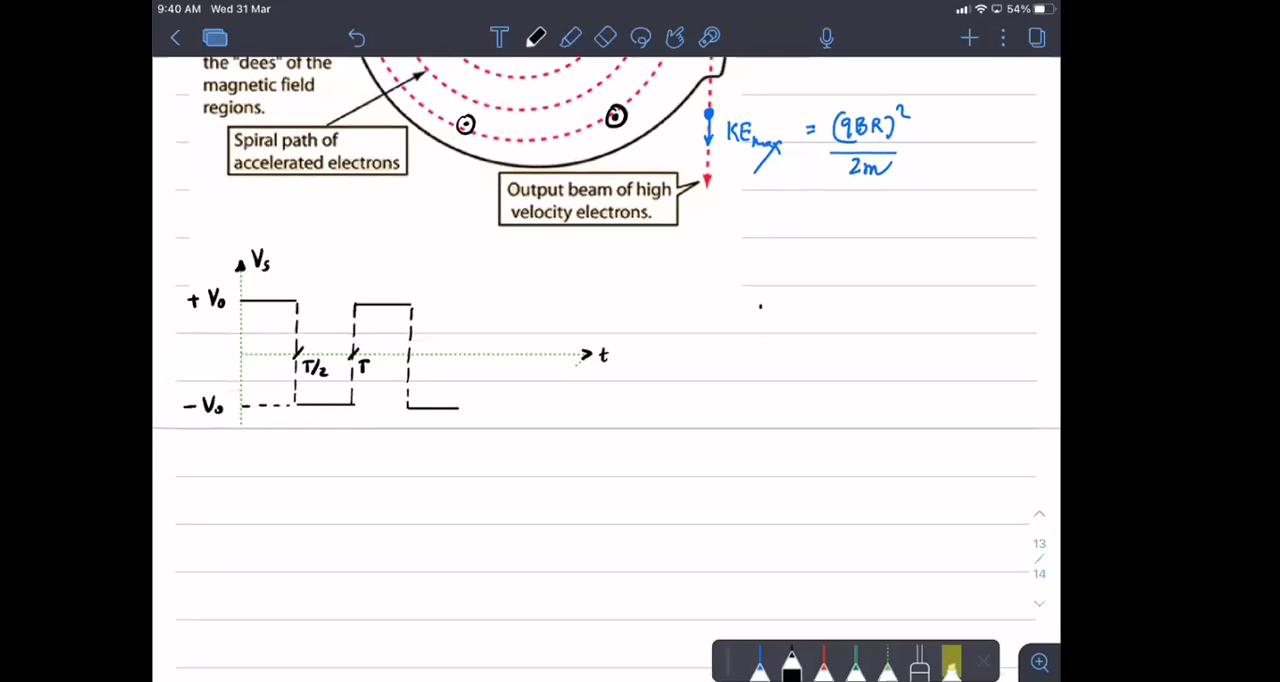 9:40 AM Wed 31 Mar
54%
T
the "dees" of the
magnetic field
regions.
Spiral path of
accelerated electrons
Output beam of high
velocity electrons.
KEmax = (qBR)²
2m
Vs
+ V0
T/2
T
t
- V0
13
/
14